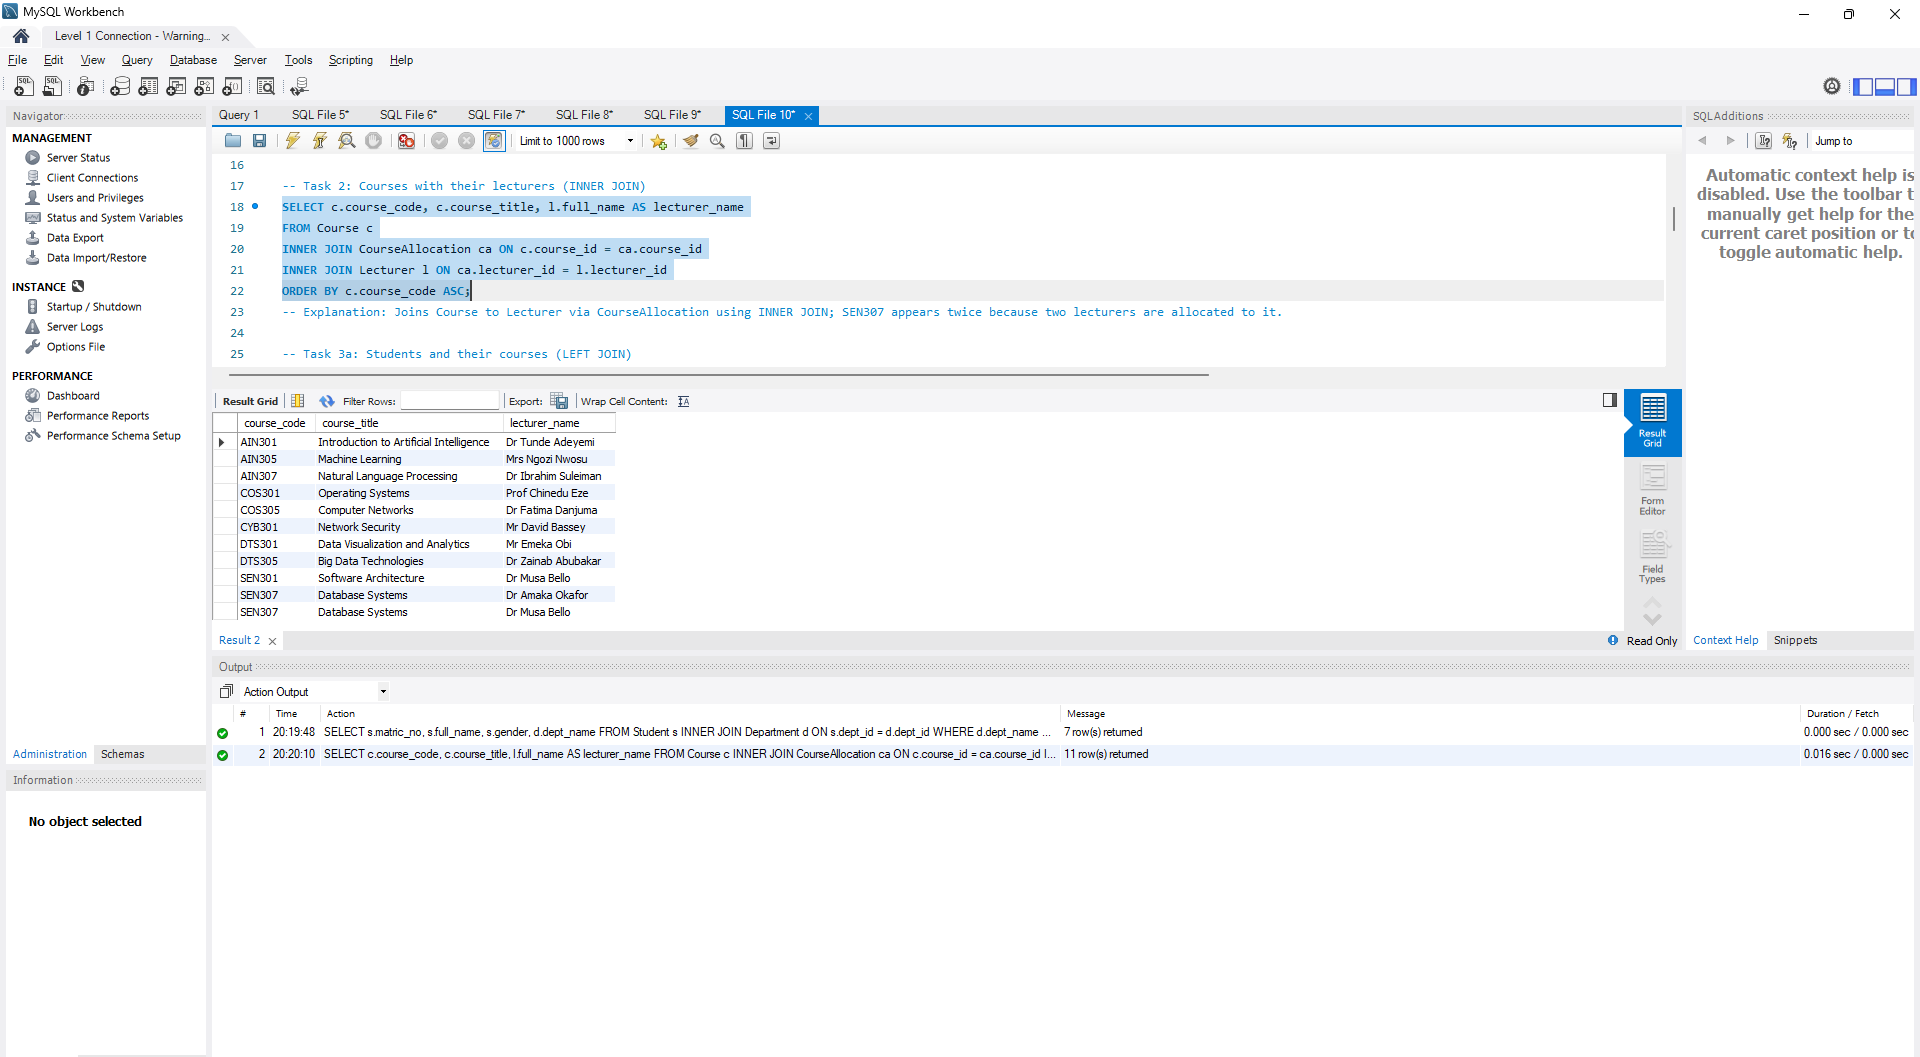 MySQL Workbench
Level 1 Connection - Warning...
File Edit View Query Database Server Tools Scripting Help
Navigator
MANAGEMENT
Server Status
Client Connections
Users and Privileges
Status and System Variables
Data Export
Data Import/Restore
INSTANCE
Startup / Shutdown
Server Logs
Options File
PERFORMANCE
Dashboard
Performance Reports
Performance Schema Setup
Administration Schemas
Information
No object selected
Query 1 SQL File 5* SQL File 6* SQL File 7* SQL File 8* SQL File 9* SQL File 10*
Limit to 1000 rows
16
17 -- Task 2: Courses with their lecturers (INNER JOIN)
18 SELECT c.course_code, c.course_title, l.full_name AS lecturer_name
19 FROM Course c
20 INNER JOIN CourseAllocation ca ON c.course_id = ca.course_id
21 INNER JOIN Lecturer l ON ca.lecturer_id = l.lecturer_id
22 ORDER BY c.course_code ASC;
23 -- Explanation: Joins Course to Lecturer via CourseAllocation using INNER JOIN; SEN307 appears twice because two lecturers are allocated to it.
24
25 -- Task 3a: Students and their courses (LEFT JOIN)
Result Grid Filter Rows: Export: Wrap Cell Content:
course_code course_title lecturer_name
AIN301 Introduction to Artificial Intelligence Dr Tunde Adeyemi
AIN305 Machine Learning Mrs Ngozi Nwosu
AIN307 Natural Language Processing Dr Ibrahim Suleiman
COS301 Operating Systems Prof Chinedu Eze
COS305 Computer Networks Dr Fatima Danjuma
CYB301 Network Security Mr David Bassey
DTS301 Data Visualization and Analytics Mr Emeka Obi
DTS305 Big Data Technologies Dr Zainab Abubakar
SEN301 Software Architecture Dr Musa Bello
SEN307 Database Systems Dr Amaka Okafor
SEN307 Database Systems Dr Musa Bello
Result Grid
Form Editor
Field Types
Result 2
Read Only
SQLAdditions
Jump to
Automatic context help is
disabled. Use the toolbar t
manually get help for the
current caret position or to
toggle automatic help.
Context Help Snippets
Output
Action Output
# Time Action Message Duration / Fetch
1 20:19:48 SELECT s.matric_no, s.full_name, s.gender, d.dept_name FROM Student s INNER JOIN Department d ON s.dept_id = d.dept_id WHERE d.dept_name ... 7 row(s) returned 0.000 sec / 0.000 sec
2 20:20:10 SELECT c.course_code, c.course_title, l.full_name AS lecturer_name FROM Course c INNER JOIN CourseAllocation ca ON c.course_id = ca.course_id I... 11 row(s) returned 0.016 sec / 0.000 sec